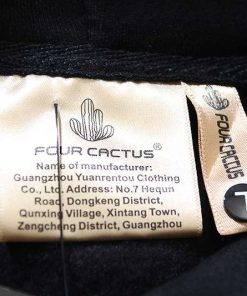 FOUR CACTUS®
Name of manufacturer:
Guangzhou Yuanrentou Clothing
Co., Ltd. Address: No.7 Hequn
Road, Dongkeng District,
Qunxing Village, Xintang Town,
Zengcheng District, Guangzhou
FOUR CACTUS